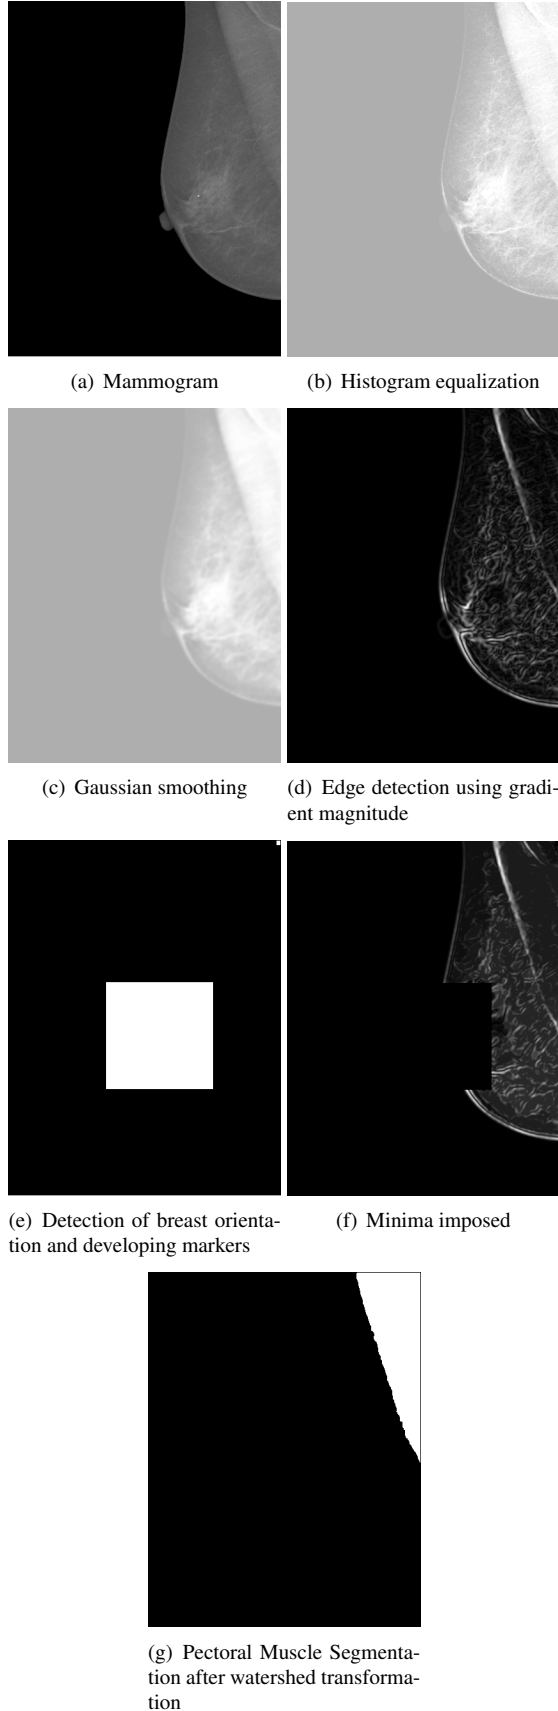 (a) Mammogram
(b) Histogram equalization
(c) Gaussian smoothing
(d) Edge detection using gradi-
ent magnitude
(e) Detection of breast orienta-
tion and developing markers
(f) Minima imposed
(g) Pectoral Muscle Segmenta-
tion after watershed transforma-
tion